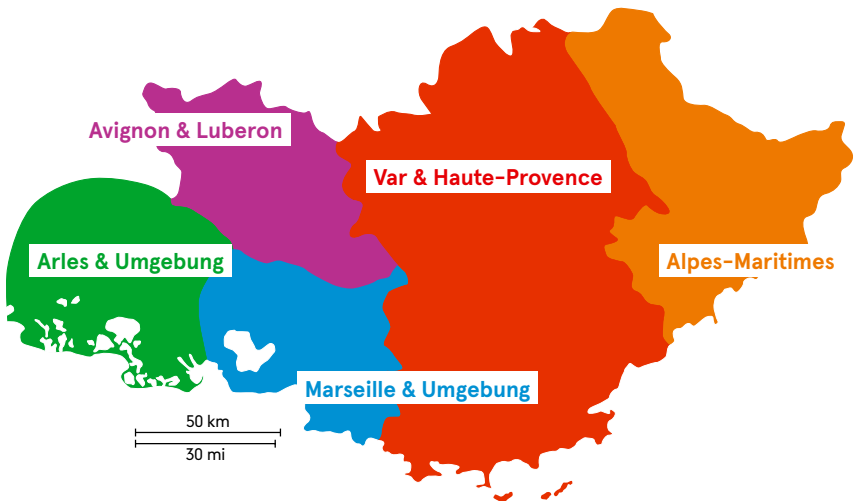 Avignon & Luberon
Var & Haute-Provence
Arles & Umgebung
Alpes-Maritimes
Marseille & Umgebung
50 km
30 mi